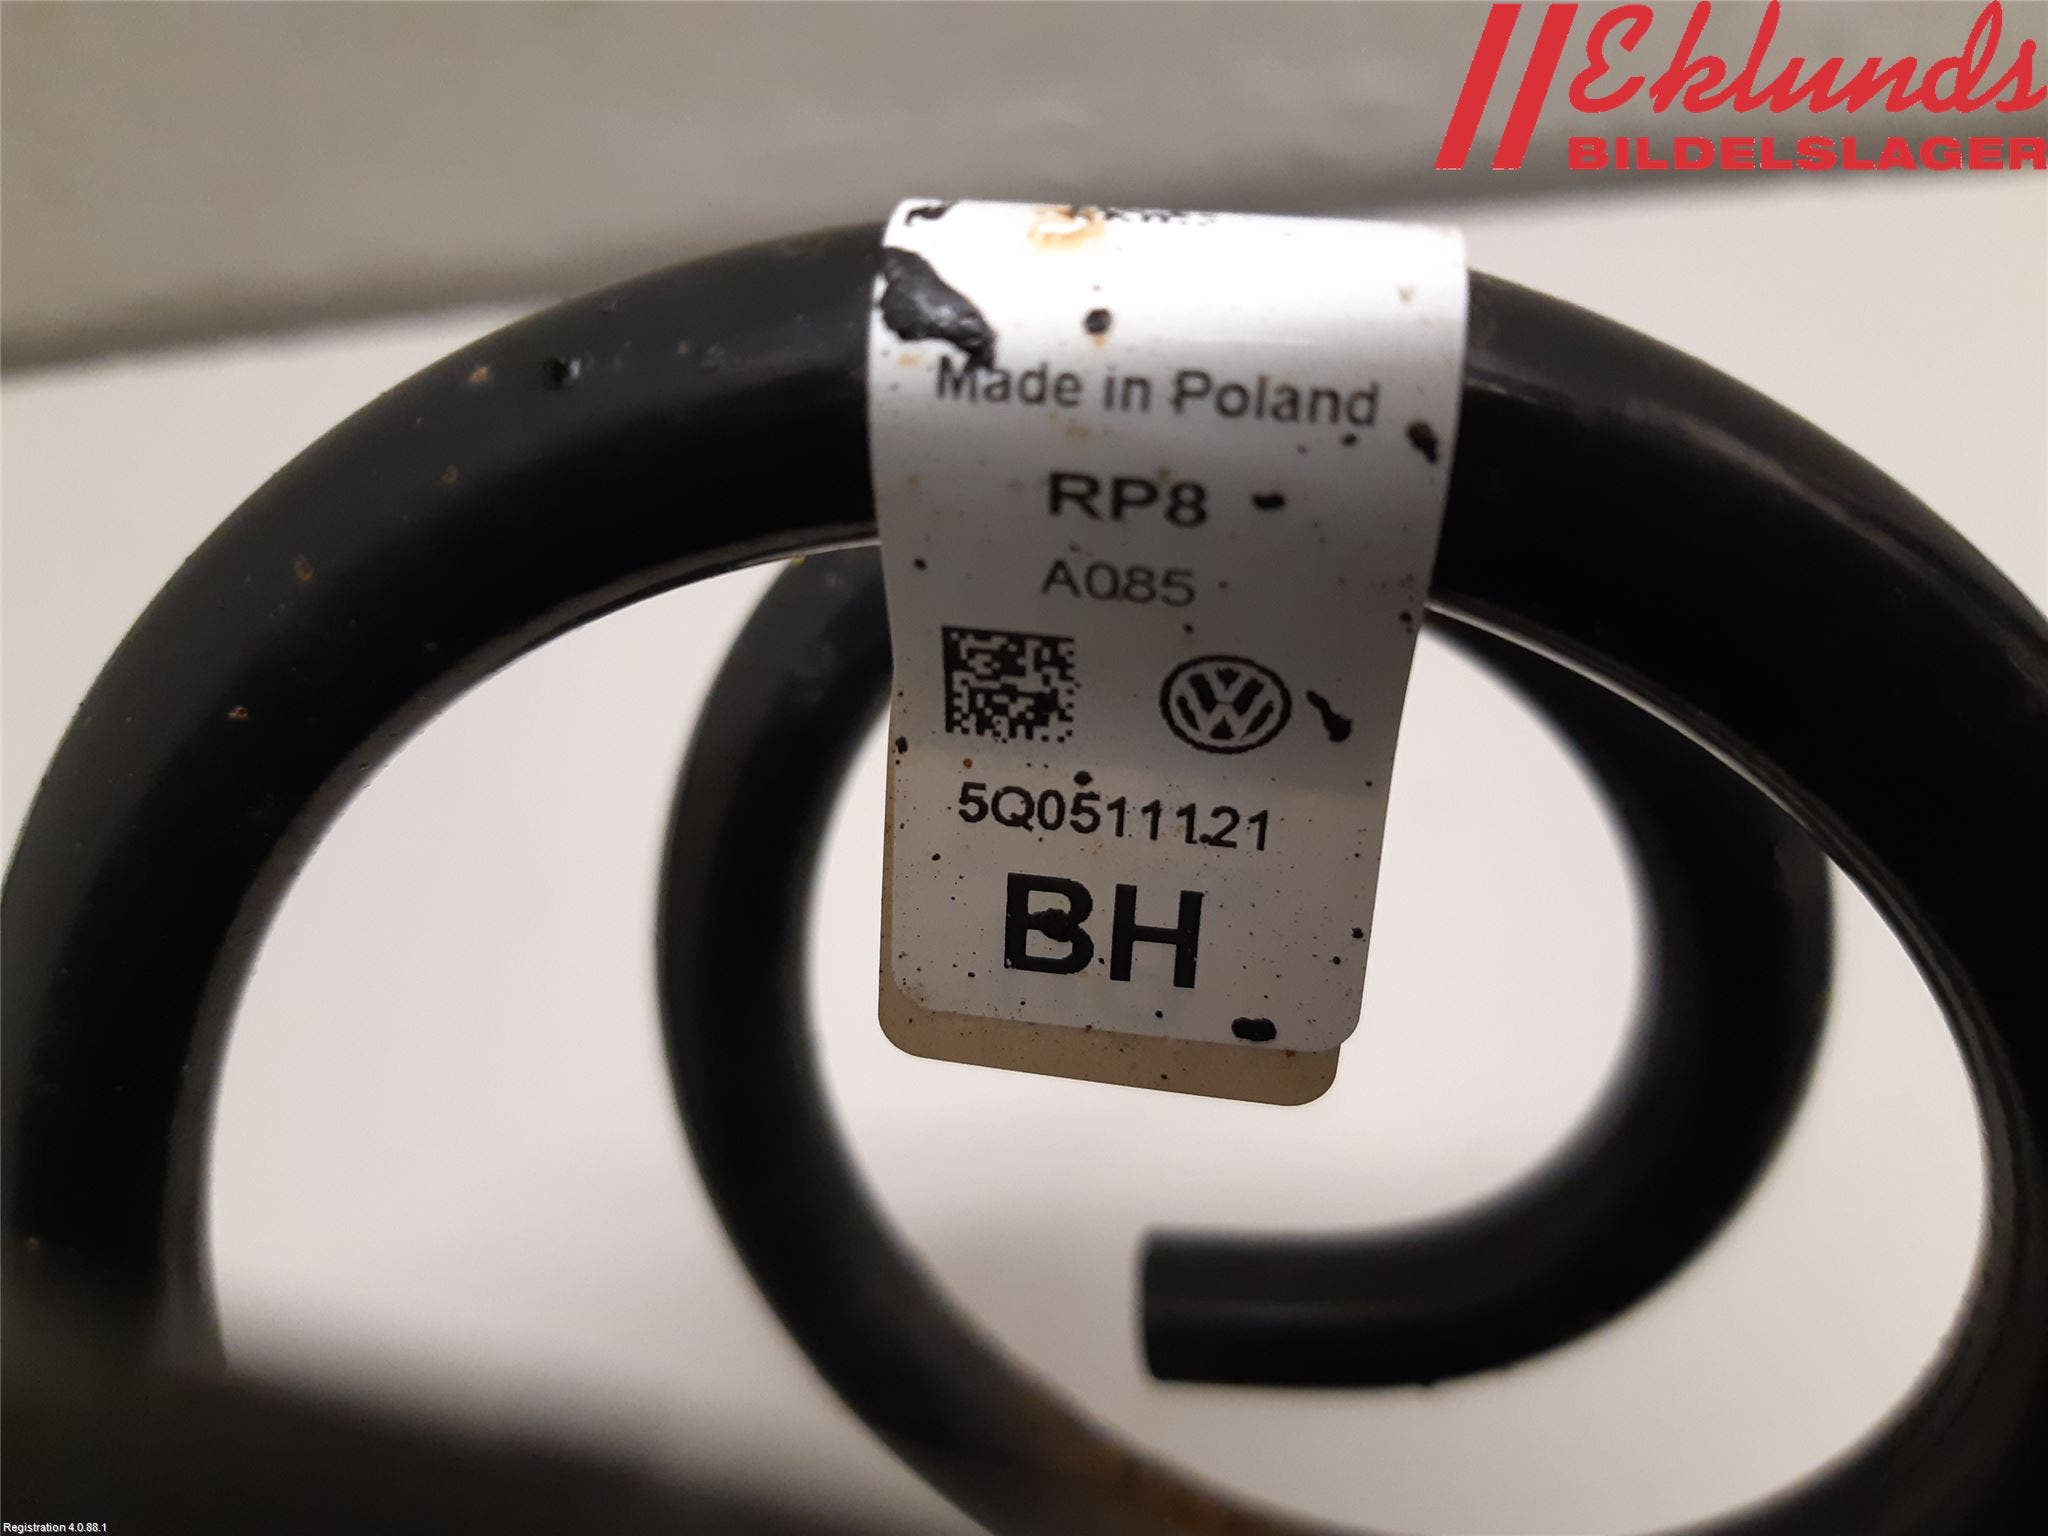 Eklunds
BILDELSLAGER
Made in Poland
RP8
A085
5Q0511121
BH
Registration 4.0.88.1